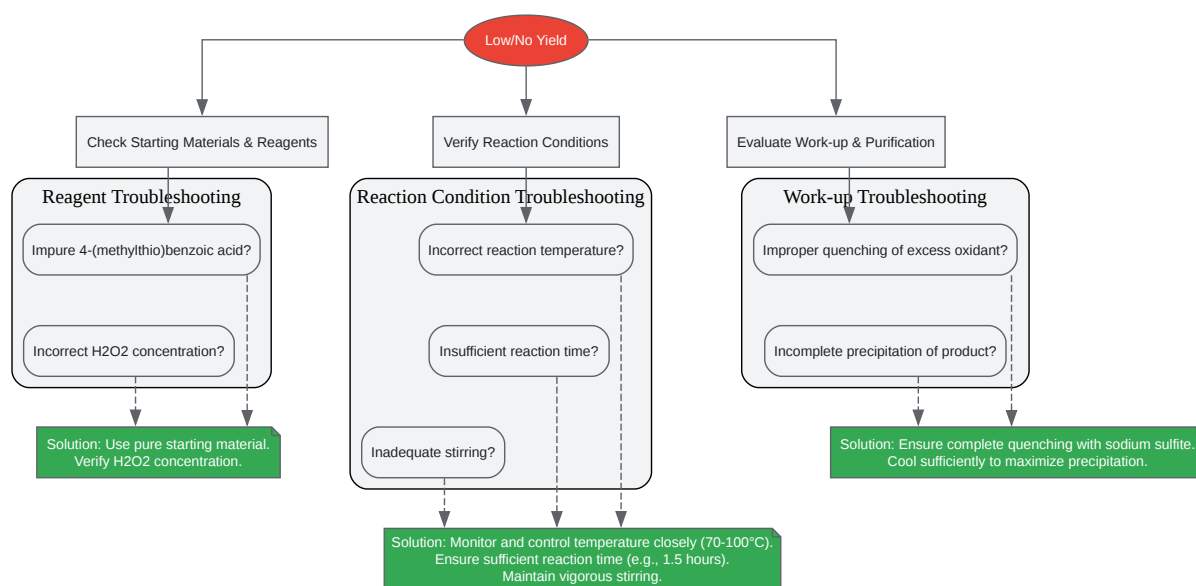 Low/No Yield
Check Starting Materials & Reagents
Verify Reaction Conditions
Evaluate Work-up & Purification
Reagent Troubleshooting
Impure 4-(methylthio)benzoic acid?
Incorrect H2O2 concentration?
Solution: Use pure starting material.
Verify H2O2 concentration.
Reaction Condition Troubleshooting
Incorrect reaction temperature?
Insufficient reaction time?
Inadequate stirring?
Solution: Monitor and control temperature closely (70-100°C).
Ensure sufficient reaction time (e.g., 1.5 hours).
Maintain vigorous stirring.
Work-up Troubleshooting
Improper quenching of excess oxidant?
Incomplete precipitation of product?
Solution: Ensure complete quenching with sodium sulfite.
Cool sufficiently to maximize precipitation.